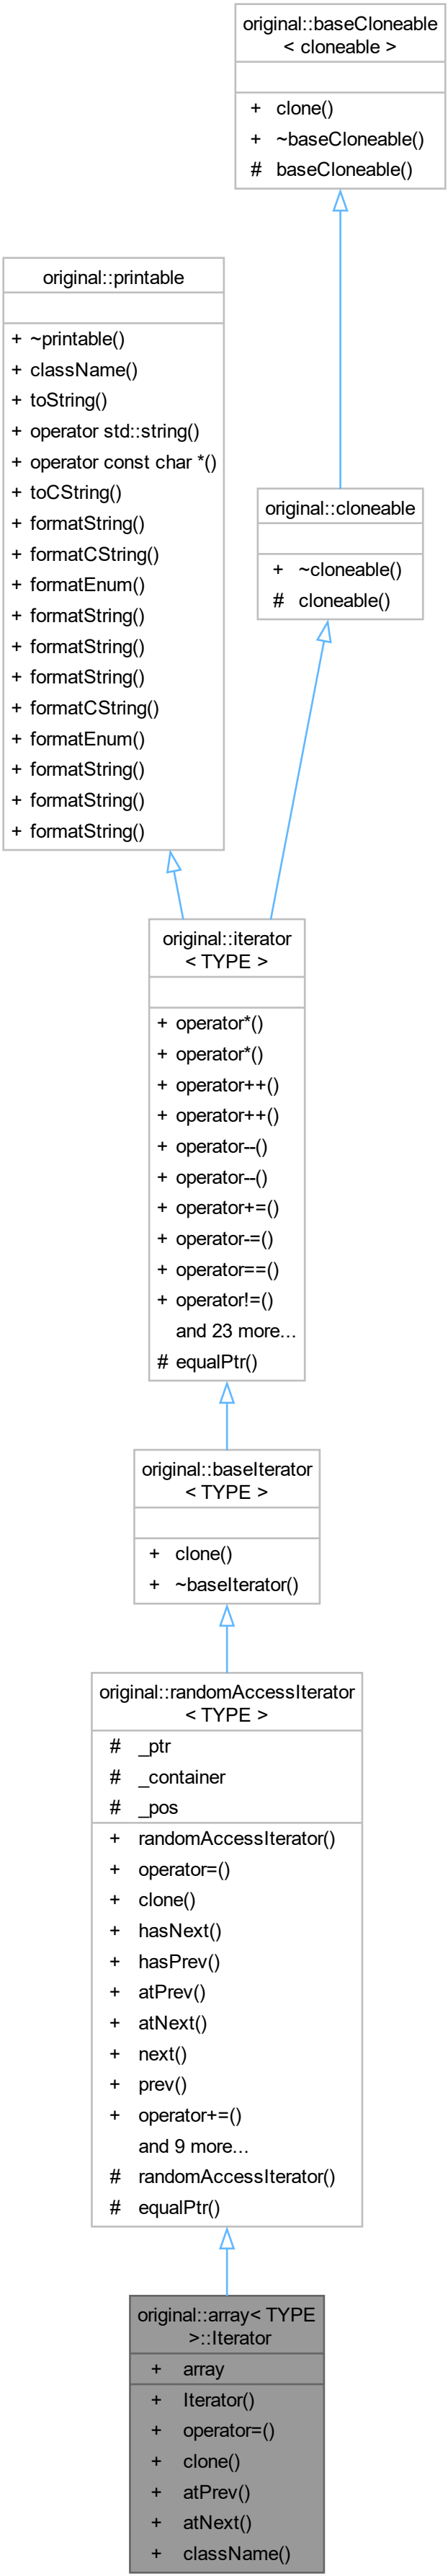 original::baseCloneable
< cloneable >
+ clone()
+ ~baseCloneable()
# baseCloneable()
original::printable
+ ~printable()
+ className()
+ toString()
+ operator std::string()
+ operator const char *()
+ toCString()
+ formatString()
+ formatCString()
+ formatEnum()
+ formatString()
+ formatString()
+ formatString()
+ formatCString()
+ formatEnum()
+ formatString()
+ formatString()
+ formatString()
original::cloneable
+ ~cloneable()
# cloneable()
original::iterator
< TYPE >
+ operator*()
+ operator*()
+ operator++()
+ operator++()
+ operator--()
+ operator--()
+ operator+=()
+ operator-=()
+ operator==()
+ operator!=()
and 23 more...
# equalPtr()
original::baseIterator
< TYPE >
+ clone()
+ ~baseIterator()
original::randomAccessIterator
< TYPE >
# _ptr
# _container
# _pos
+ randomAccessIterator()
+ operator=()
+ clone()
+ hasNext()
+ hasPrev()
+ atPrev()
+ atNext()
+ next()
+ prev()
+ operator+=()
and 9 more...
# randomAccessIterator()
# equalPtr()
original::array< TYPE
>::Iterator
+ array
+ Iterator()
+ operator=()
+ clone()
+ atPrev()
+ atNext()
+ className()